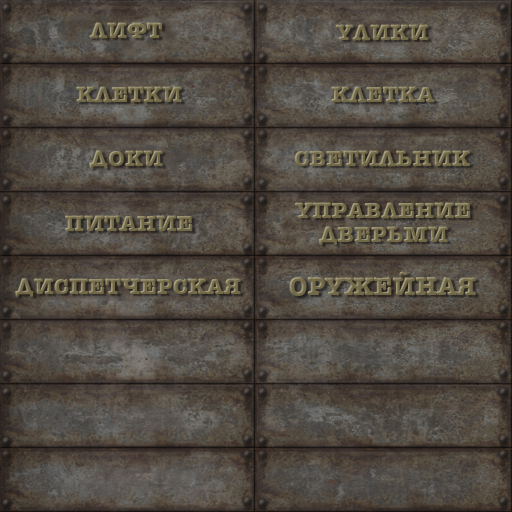 ЛИФТ
УЛИКИ
КЛЕТКИ
КЛЕТКА
ДОКИ
СВЕТИЛЬНИК
ПИТАНИЕ
УПРАВЛЕНИЕ
ДВЕРЬМИ
ДИСПЕТЧЕРСКАЯ
ОРУЖЕЙНАЯ